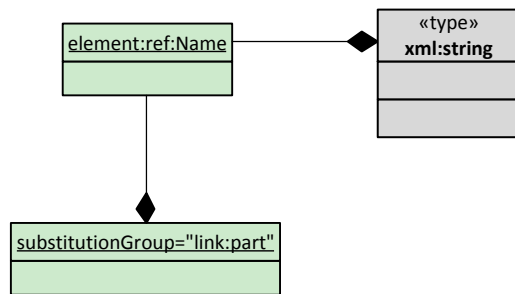 element:ref:Name
«type»
xml:string
substitutionGroup="link:part"